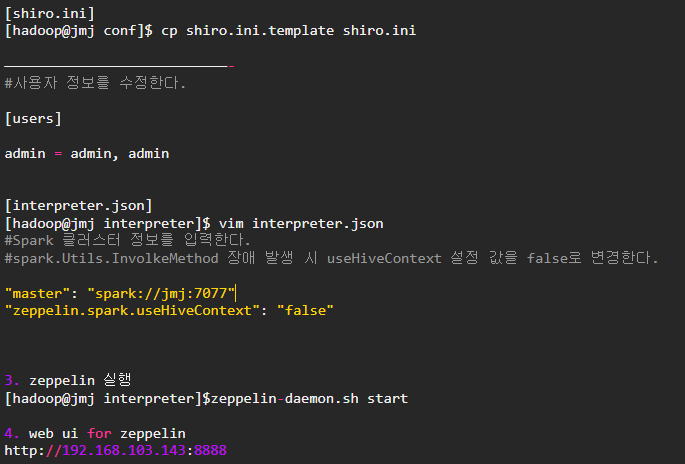 [shiro.ini]
[hadoop@jmj conf]$ cp shiro.ini.template shiro.ini
————————————————————————————-
#사용자 정보를 수정한다.
[users]
admin = admin, admin
[interpreter.json]
[hadoop@jmj interpreter]$ vim interpreter.json
#Spark 클러스터 정보를 입력한다.
#spark.Utils.InvolkeMethod 장애 발생 시 useHiveContext 설정 값을 false로 변경한다.
"master": "spark://jmj:7077"
"zeppelin.spark.useHiveContext": "false"
3. zeppelin 실행
[hadoop@jmj interpreter]$zeppelin-daemon.sh start
4. web ui for zeppelin
http://192.168.103.143:8888